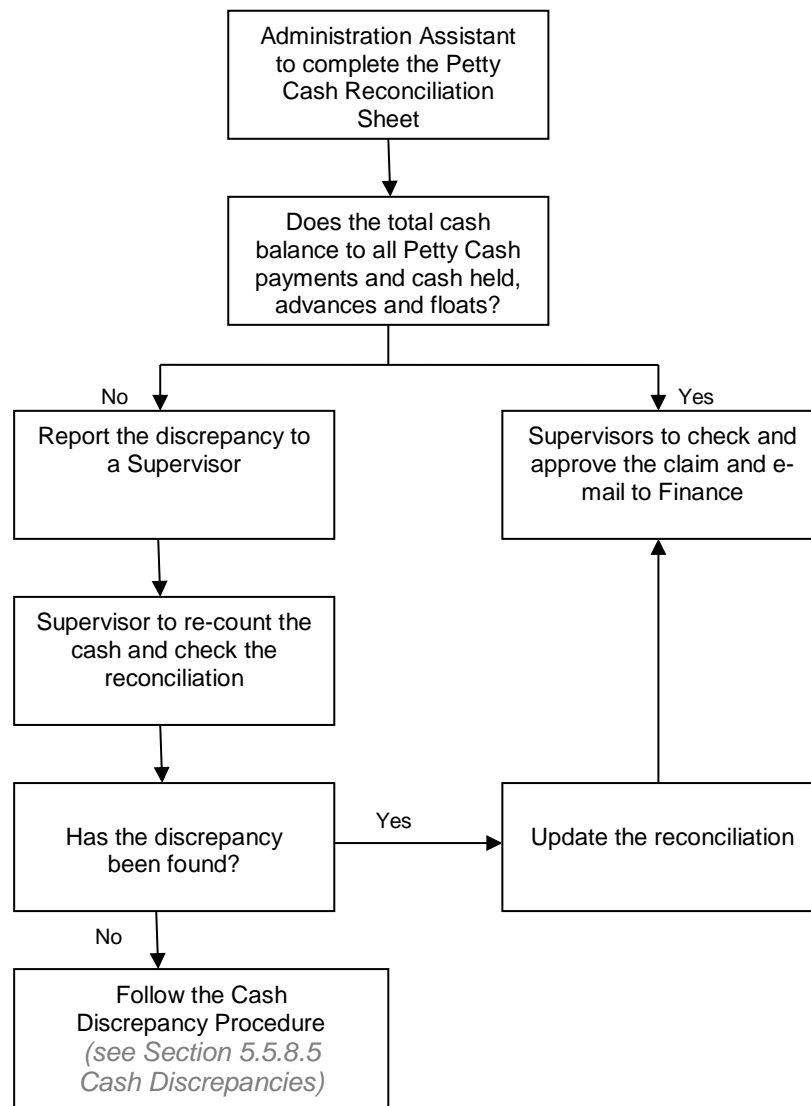 Administration Assistant
to complete the Petty
Cash Reconciliation
Sheet
Does the total cash
balance to all Petty Cash
payments and cash held,
advances and floats?
No
Yes
Report the discrepancy to
a Supervisor
Supervisors to check and
approve the claim and e-
mail to Finance
Supervisor to re-count the
cash and check the
reconciliation
Has the discrepancy
been found?
Yes
Update the reconciliation
No
Follow the Cash
Discrepancy Procedure
(see Section 5.5.8.5
Cash Discrepancies)